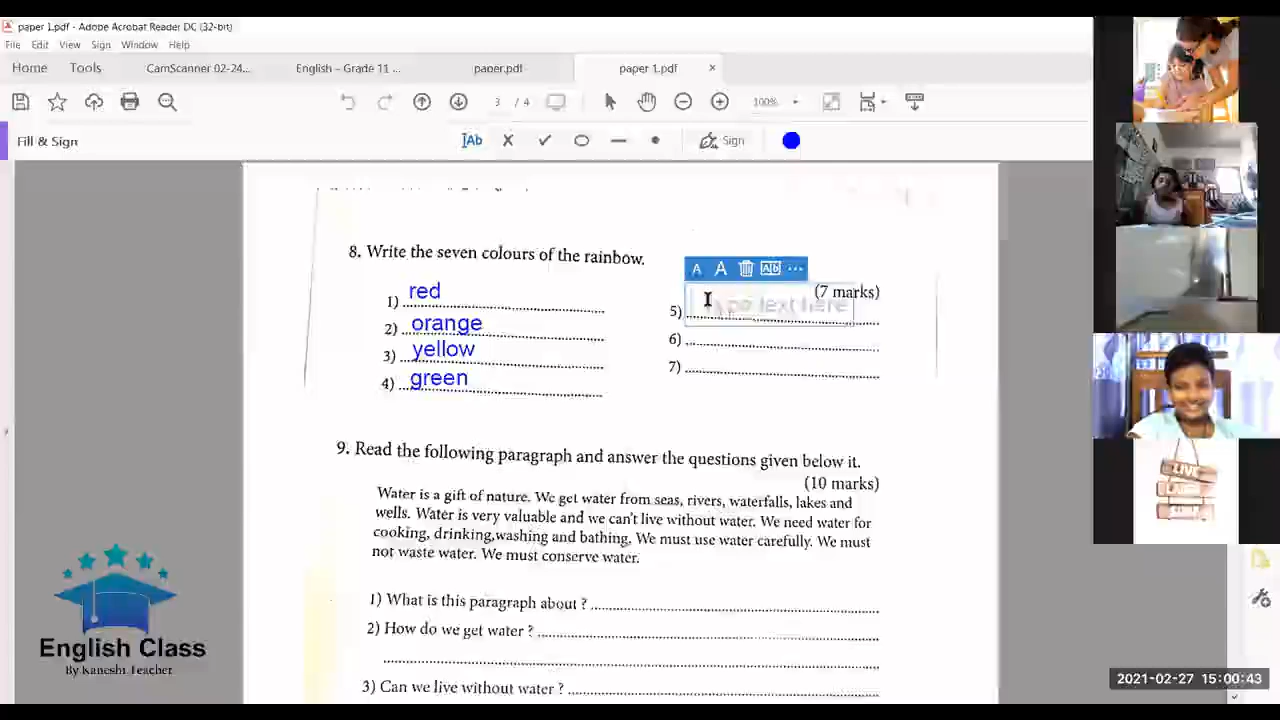 paper 1.pdf - Adobe Acrobat Reader DC (32-bit)
File Edit View Sign Window Help
Home Tools CamScanner 02-24... English - Grade 11 ... paper.pdf paper 1.pdf ×
3 / 4 100%
Fill & Sign Ab Sign
8. Write the seven colours of the rainbow.
A A Ab ...
(7 marks)
1) red
2) orange
3) yellow
4) green
5) Type text here
6)
7)
9. Read the following paragraph and answer the questions given below it.
(10 marks)
Water is a gift of nature. We get water from seas, rivers, waterfalls, lakes and
wells. Water is very valuable and we can't live without water. We need water for
cooking, drinking,washing and bathing. We must use water carefully. We must
not waste water. We must conserve water.
1) What is this paragraph about ?
2) How do we get water ?
3) Can we live without water ?
English Class
By Kaneshi Teacher
LIVE
2021-02-27 15:00:43